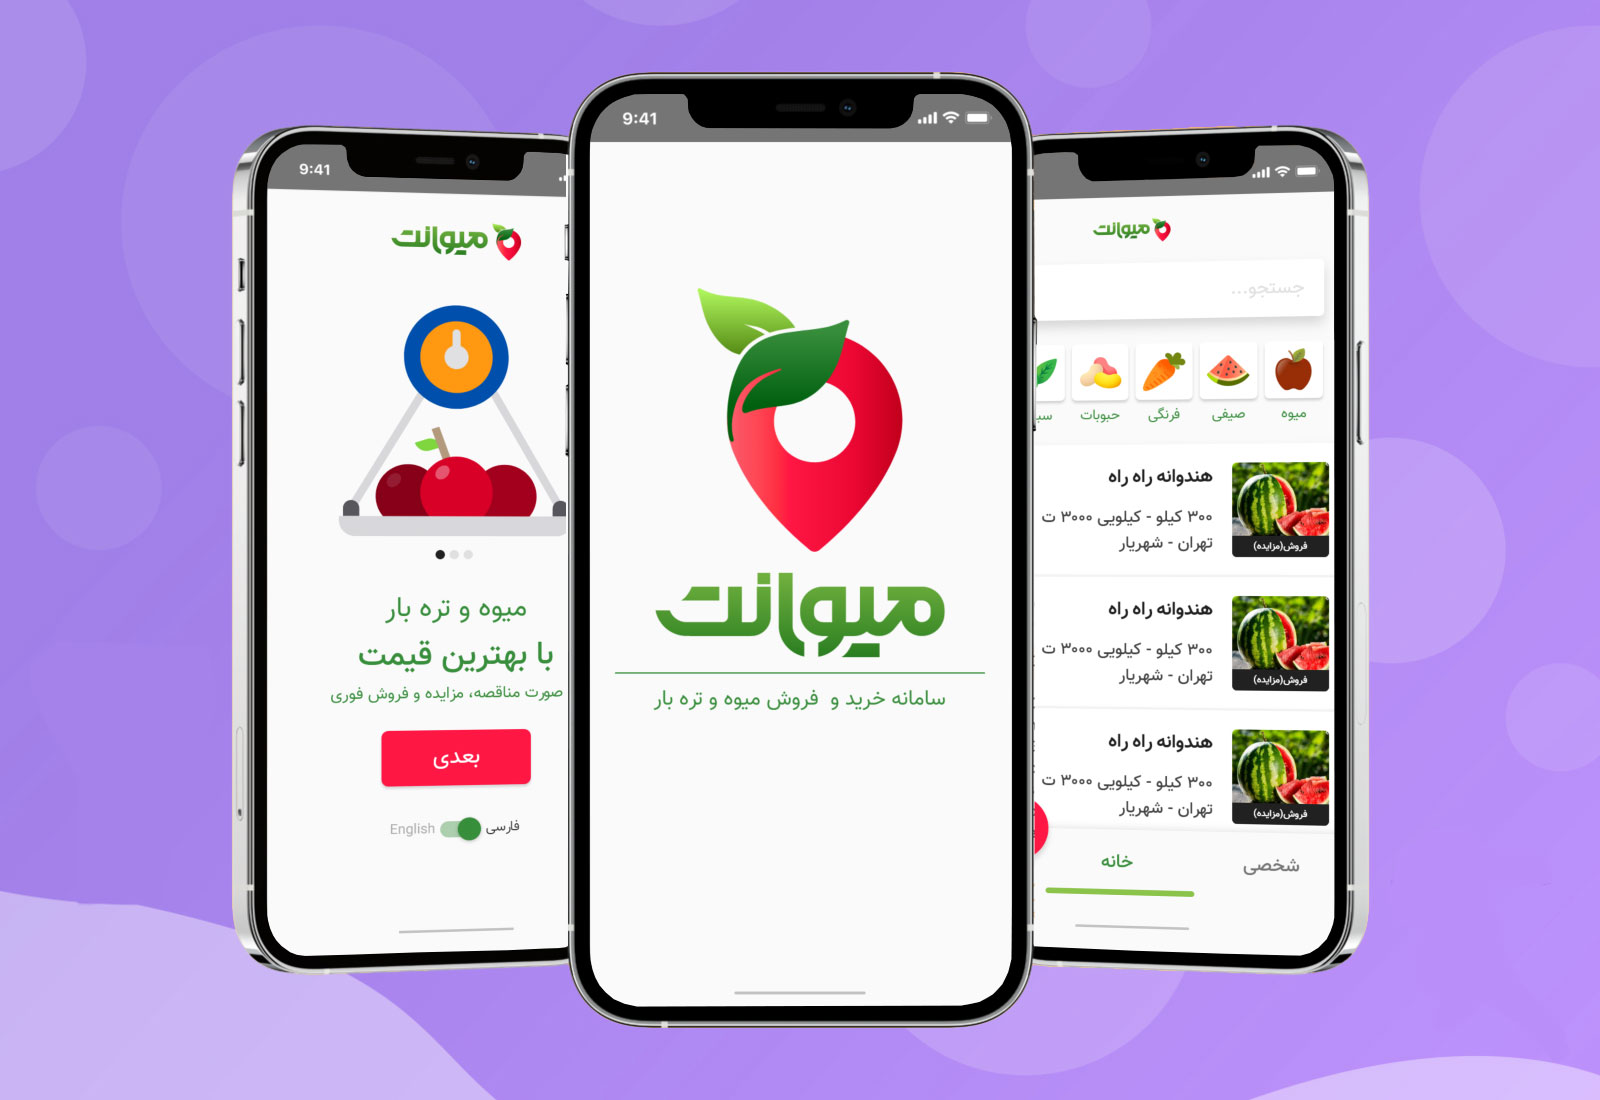 9:41
میوانت
میوه و تره بار
با بهترین قیمت
صورت مناقصه، مزایده و فروش فوری
بعدی
فارسی English
9:41
میوانت
سامانه خرید و فروش میوه و تره بار
میوانت
جستجو...
میوه صیفی فرنگی حبوبات
هندوانه راه راه
۳۰۰ کیلو - کیلویی ۳۰۰۰ ت
تهران - شهریار
فروش(مزایده)
هندوانه راه راه
۳۰۰ کیلو - کیلویی ۳۰۰۰ ت
تهران - شهریار
فروش(مزایده)
هندوانه راه راه
۳۰۰ کیلو - کیلویی ۳۰۰۰ ت
تهران - شهریار
فروش(مزایده)
شخصی خانه